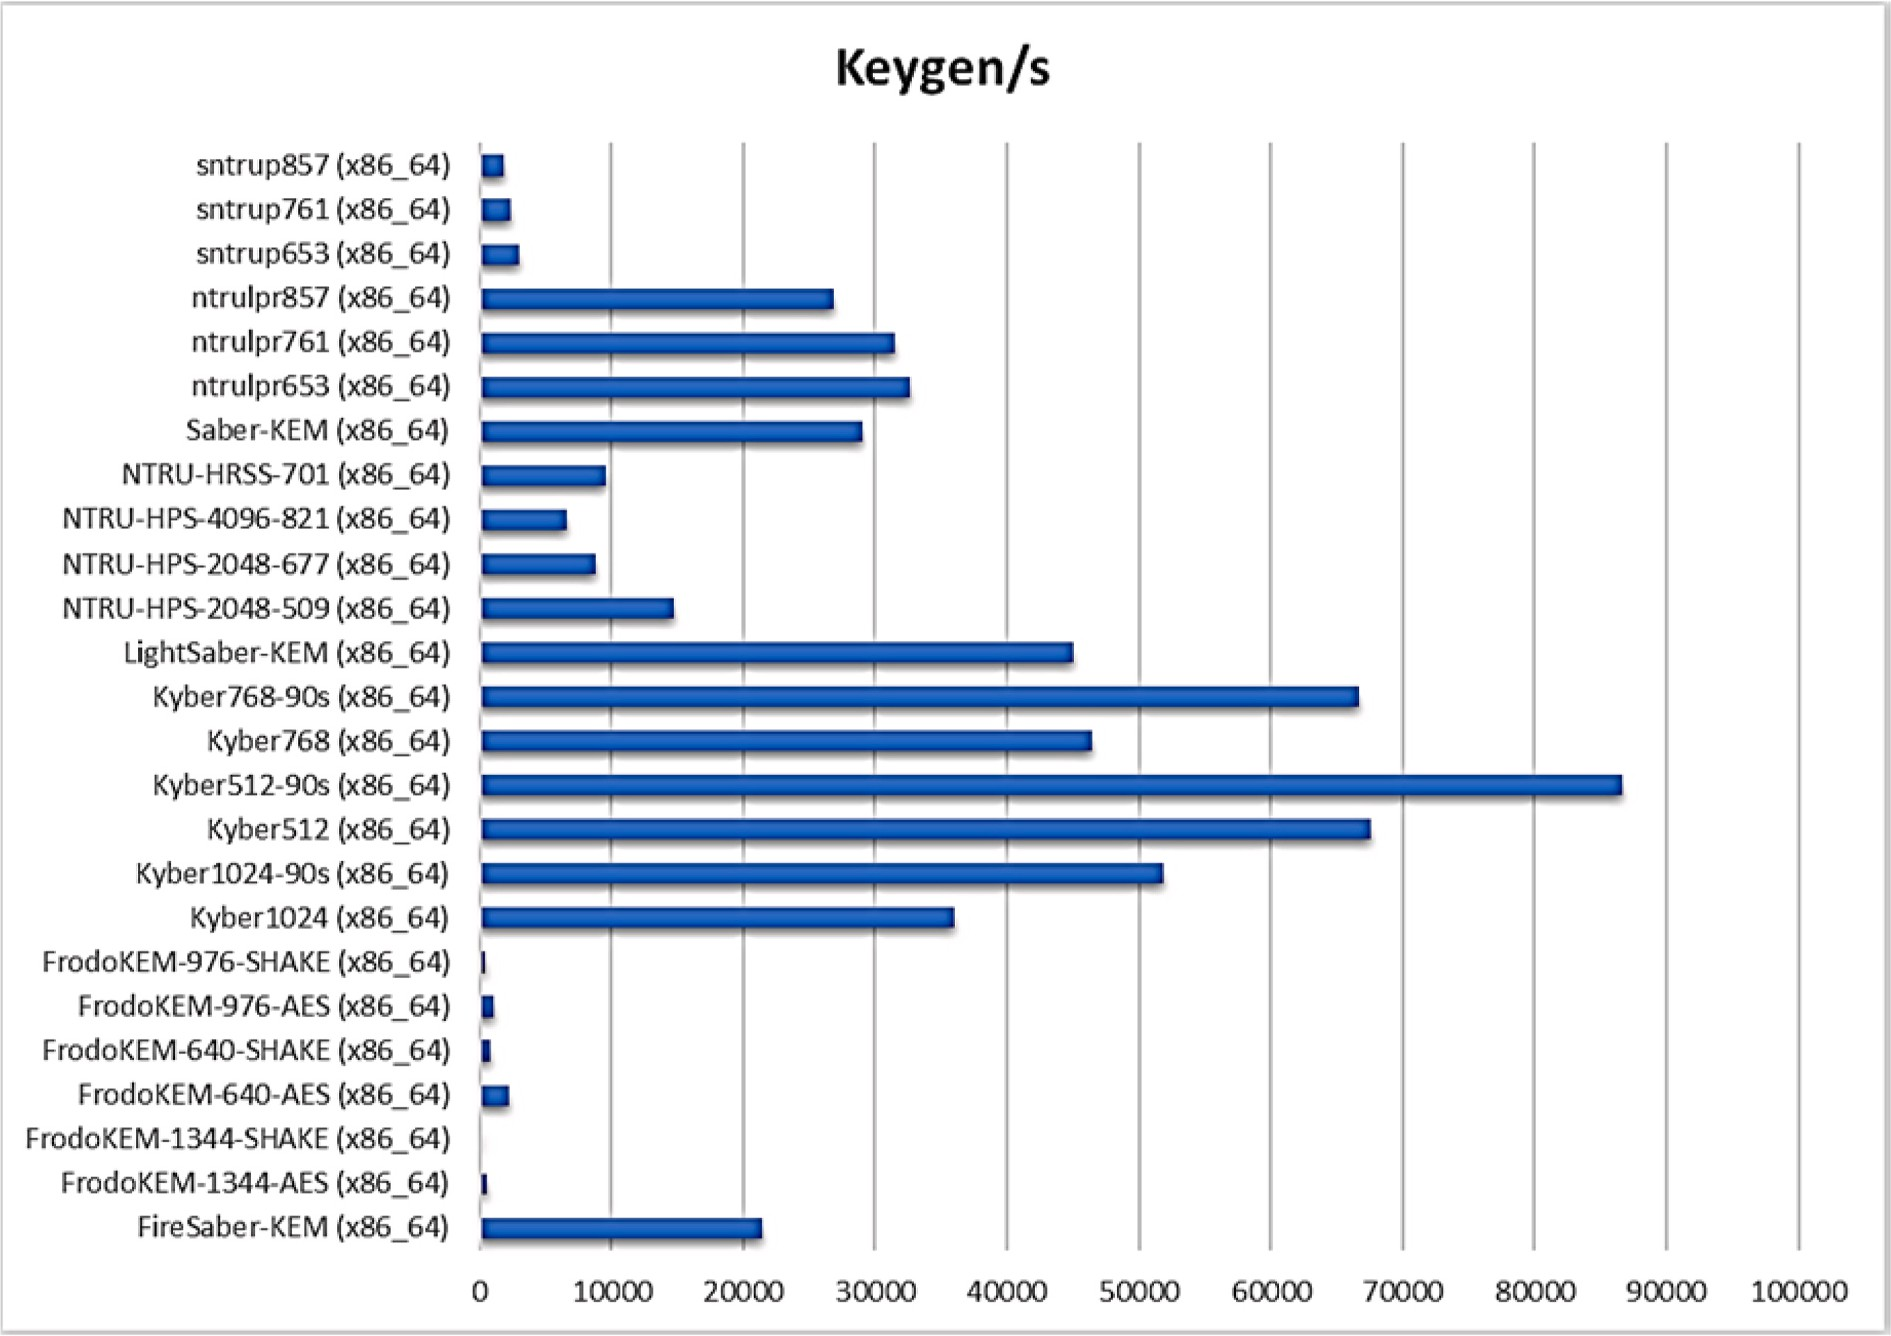 Keygen/s
sntrup857 (x86_64)
sntrup761 (x86_64)
sntrup653 (x86_64)
ntrulpr857 (x86_64)
ntrulpr761 (x86_64)
ntrulpr653 (x86_64)
Saber-KEM (x86_64)
NTRU-HRSS-701 (x86_64)
NTRU-HPS-4096-821 (x86_64)
NTRU-HPS-2048-677 (x86_64)
NTRU-HPS-2048-509 (x86_64)
LightSaber-KEM (x86_64)
Kyber768-90s (x86_64)
Kyber768 (x86_64)
Kyber512-90s (x86_64)
Kyber512 (x86_64)
Kyber1024-90s (x86_64)
Kyber1024 (x86_64)
FrodoKEM-976-SHAKE (x86_64)
FrodoKEM-976-AES (x86_64)
FrodoKEM-640-SHAKE (x86_64)
FrodoKEM-640-AES (x86_64)
FrodoKEM-1344-SHAKE (x86_64)
FrodoKEM-1344-AES (x86_64)
FireSaber-KEM (x86_64)
0 10000 20000 30000 40000 50000 60000 70000 80000 90000 100000